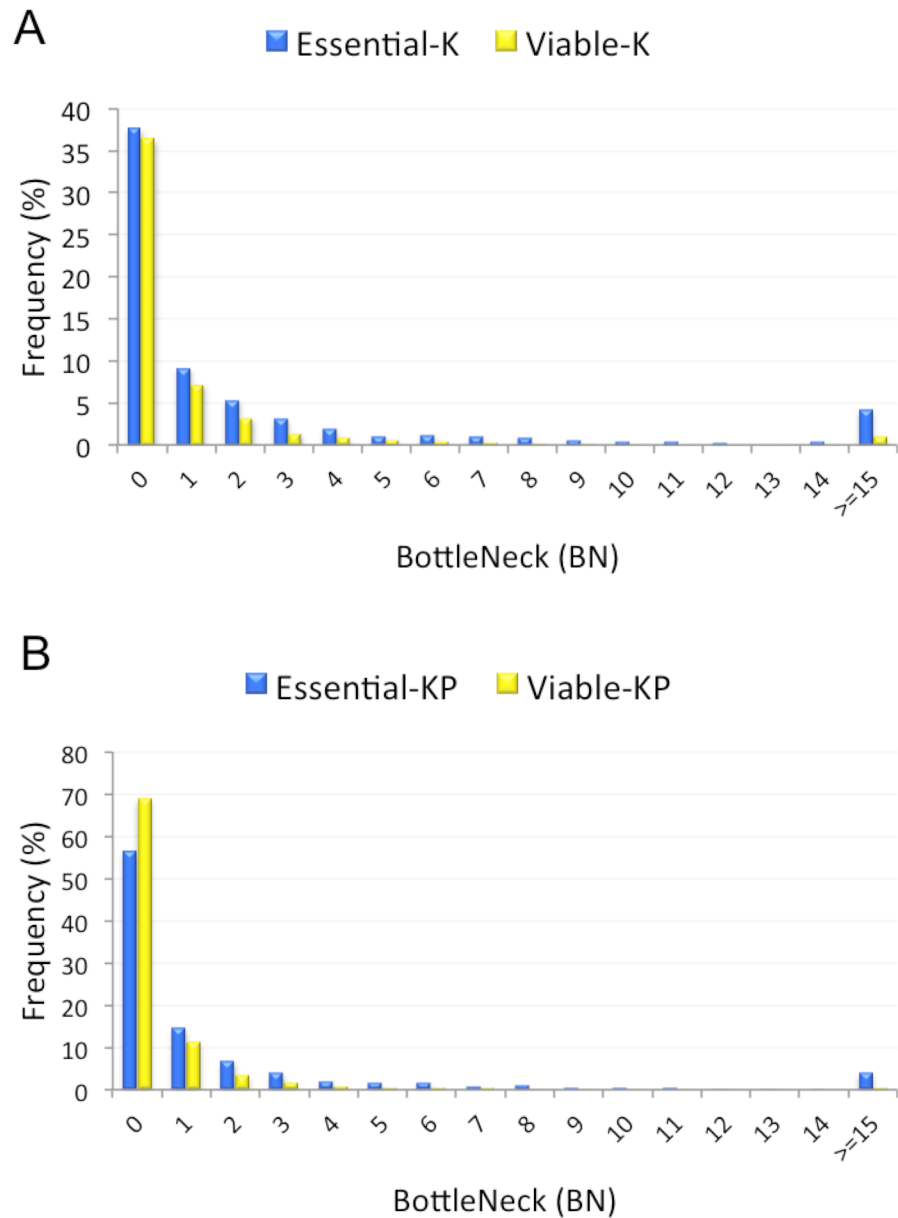 A
Essential-K Viable-K
40
35
30
25
20
15
10
5
0
Frequency (%)
0 1 2 3 4 5 6 7 8 9 10 11 12 13 14 >=15
BottleNeck (BN)
B
Essential-KP Viable-KP
80
70
60
50
40
30
20
10
0
Frequency (%)
0 1 2 3 4 5 6 7 8 9 10 11 12 13 14 >=15
BottleNeck (BN)